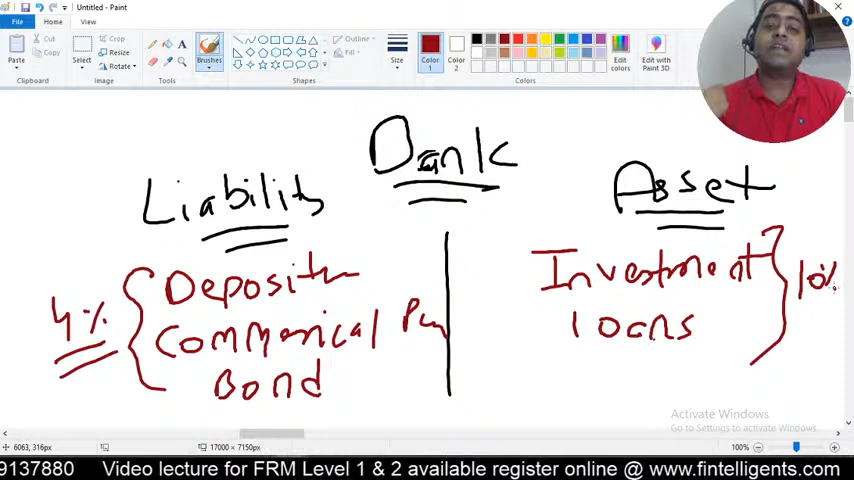 Untitled - Paint
File Home View
Paste
Cut
Copy
Clipboard
Select
Crop
Resize
Rotate
Image
Tools
Brushes
Shapes
Outline
Fill
Size
Color 1
Color 2
Colors
Edit colors
Edit with Paint 3D
Bank
Liability Asset
Deposits Investment
4% 10%
Commerical loans
Bond
Activate Windows
Go to Settings to activate Windows.
6063, 316px 17000 × 7150px 100%
9137880 Video lecture for FRM Level 1 & 2 available register online @ www.fintelligents.com